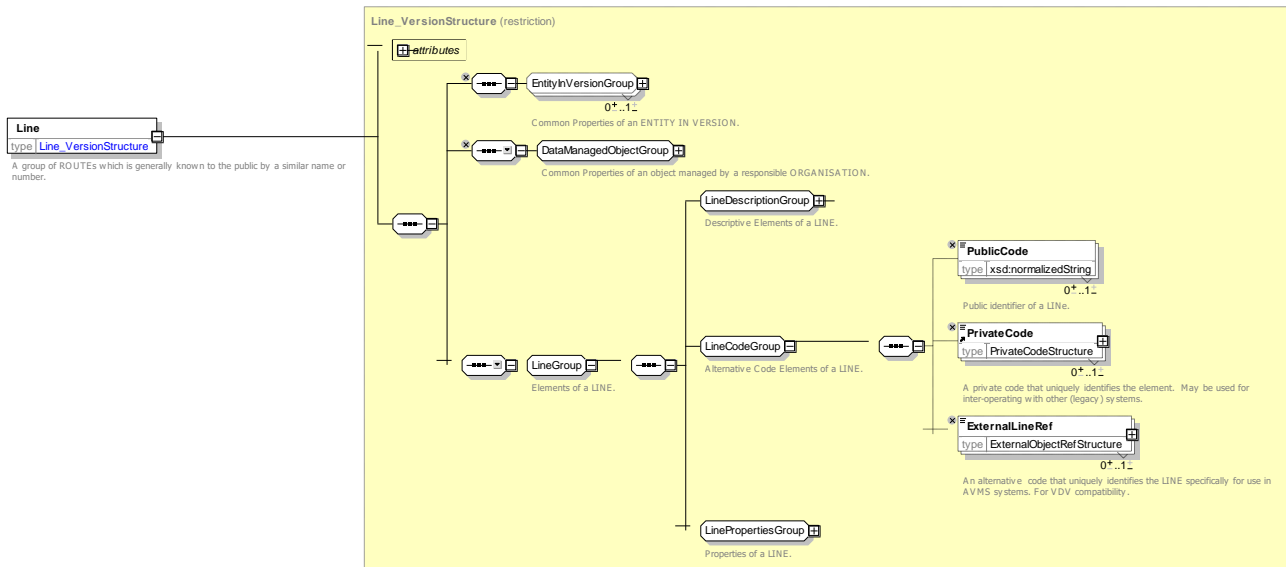 Line_VersionStructure (restriction)
attributes
EntityInVersionGroup
0..1
Common Properties of an ENTITY IN VERSION.
Line
type Line_VersionStructure
A group of ROUTEs which is generally known to the public by a similar name or
number.
DataManagedObjectGroup
Common Properties of an object managed by a responsible ORGANISATION.
LineDescriptionGroup
Descriptive Elements of a LINE.
PublicCode
type xsd:normalizedString
0..1
Public identifier of a LINe.
LineCodeGroup
Alternative Code Elements of a LINE.
PrivateCode
type PrivateCodeStructure
0..1
A private code that uniquely identifies the element. May be used for
inter-operating with other (legacy) systems.
LineGroup
Elements of a LINE.
ExternalLineRef
type ExternalObjectRefStructure
0..1
An alternative code that uniquely identifies the LINE specifically for use in
AVMS systems. For VDV compatibility.
LinePropertiesGroup
Properties of a LINE.